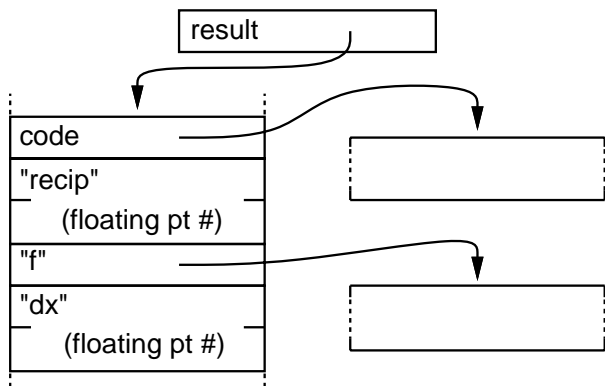 result
code
"recip"
(floating pt #)
"f"
"dx"
(floating pt #)